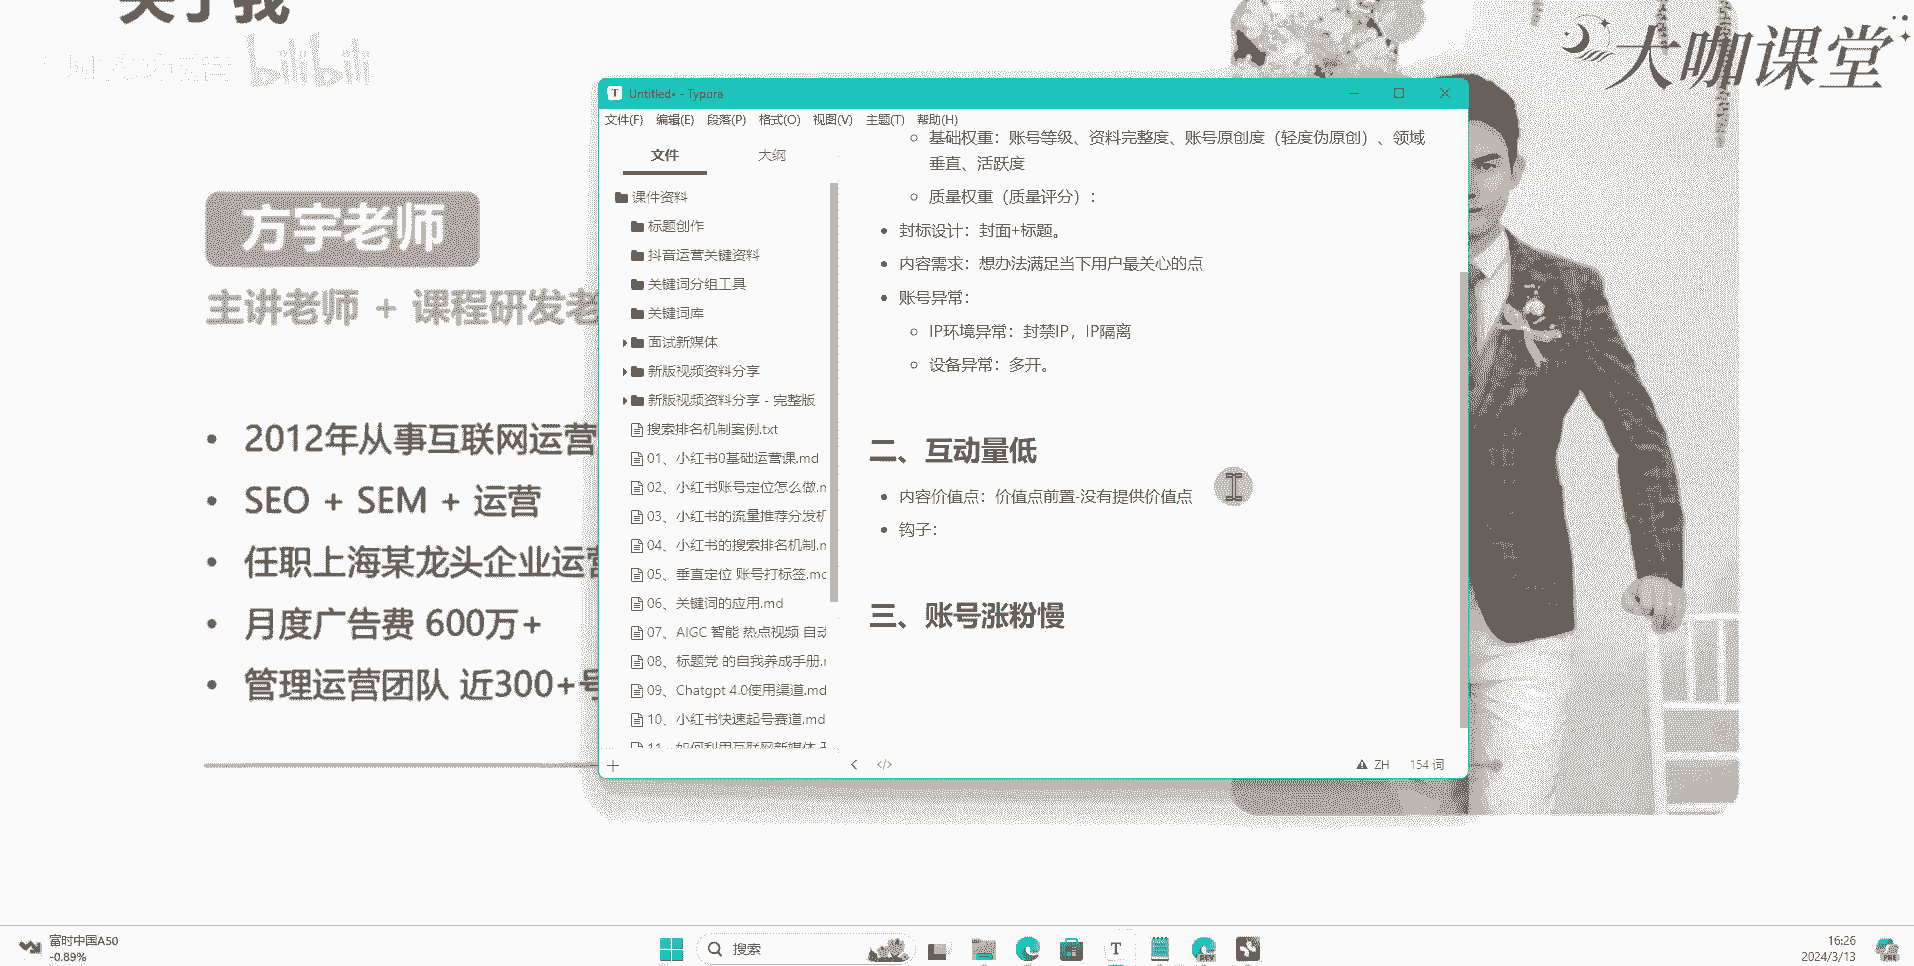 关于我
bilibili
大咖课堂
方宇老师
主讲老师 + 课程研发老
2012年从事互联网运营
SEO + SEM + 运营
任职上海某龙头企业运营
月度广告费 600万+
管理运营团队 近300+号
Untitled• - Typora
文件(F) 编辑(E) 段落(P) 格式(O) 视图(V) 主题(T) 帮助(H)
文件 大纲
课件资料
标题创作
抖音运营关键资料
关键词分组工具
关键词库
面试新媒体
新版视频资料分享
新版视频资料分享 - 完整版
搜索排名机制案例.txt
01、小红书0基础运营课.md
02、小红书账号定位怎么做.m
03、小红书的流量推荐分发机
04、小红书的搜索排名机制.m
05、垂直定位 账号打标签.md
06、关键词的应用.md
07、AIGC 智能 热点视频 自动
08、标题党 的自我养成手册.m
09、Chatgpt 4.0使用渠道.md
10、小红书快速起号赛道.md
11、如何利用互联网新媒体
基础权重：账号等级、资料完整度、账号原创度（轻度伪原创）、领域
垂直、活跃度
质量权重（质量评分）：
封标设计：封面+标题。
内容需求：想办法满足当下用户最关心的点
账号异常：
IP环境异常：封禁IP，IP隔离
设备异常：多开。
二、互动量低
内容价值点：价值点前置-没有提供价值点
钩子：
三、账号涨粉慢
ZH 154 词
富时中国A50
-0.89%
搜索
16:26
2024/3/13